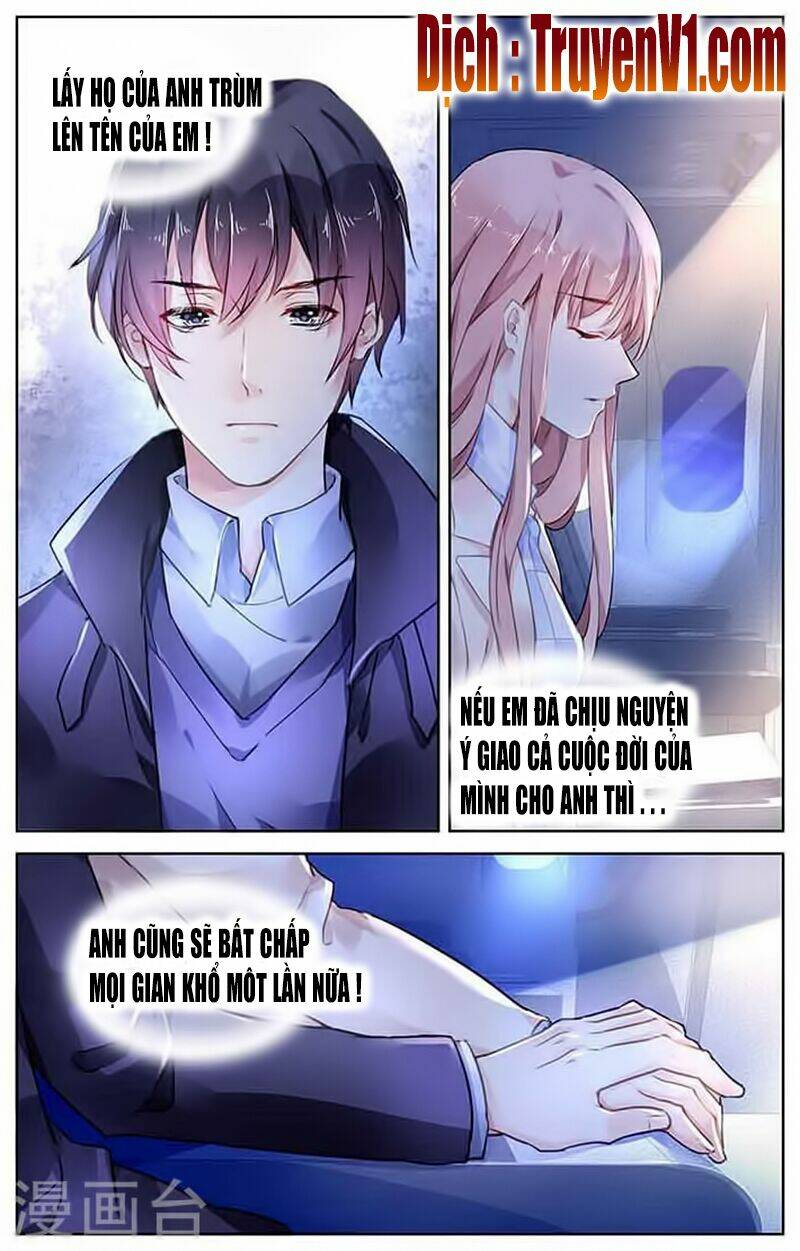 Dịch : TruyenV1.com
LẤY HỌ CỦA ANH TRÙM
LÊN TÊN CỦA EM !
NẾU EM ĐÃ CHỊU NGUYỆN
Ý GIAO CẢ CUỘC ĐỜI CỦA
MÌNH CHO ANH THÌ . . .
ANH CŨNG SẼ BẤT CHẤP
MỌI GIAN KHỔ MÔT LẦN NỮA !
漫画台